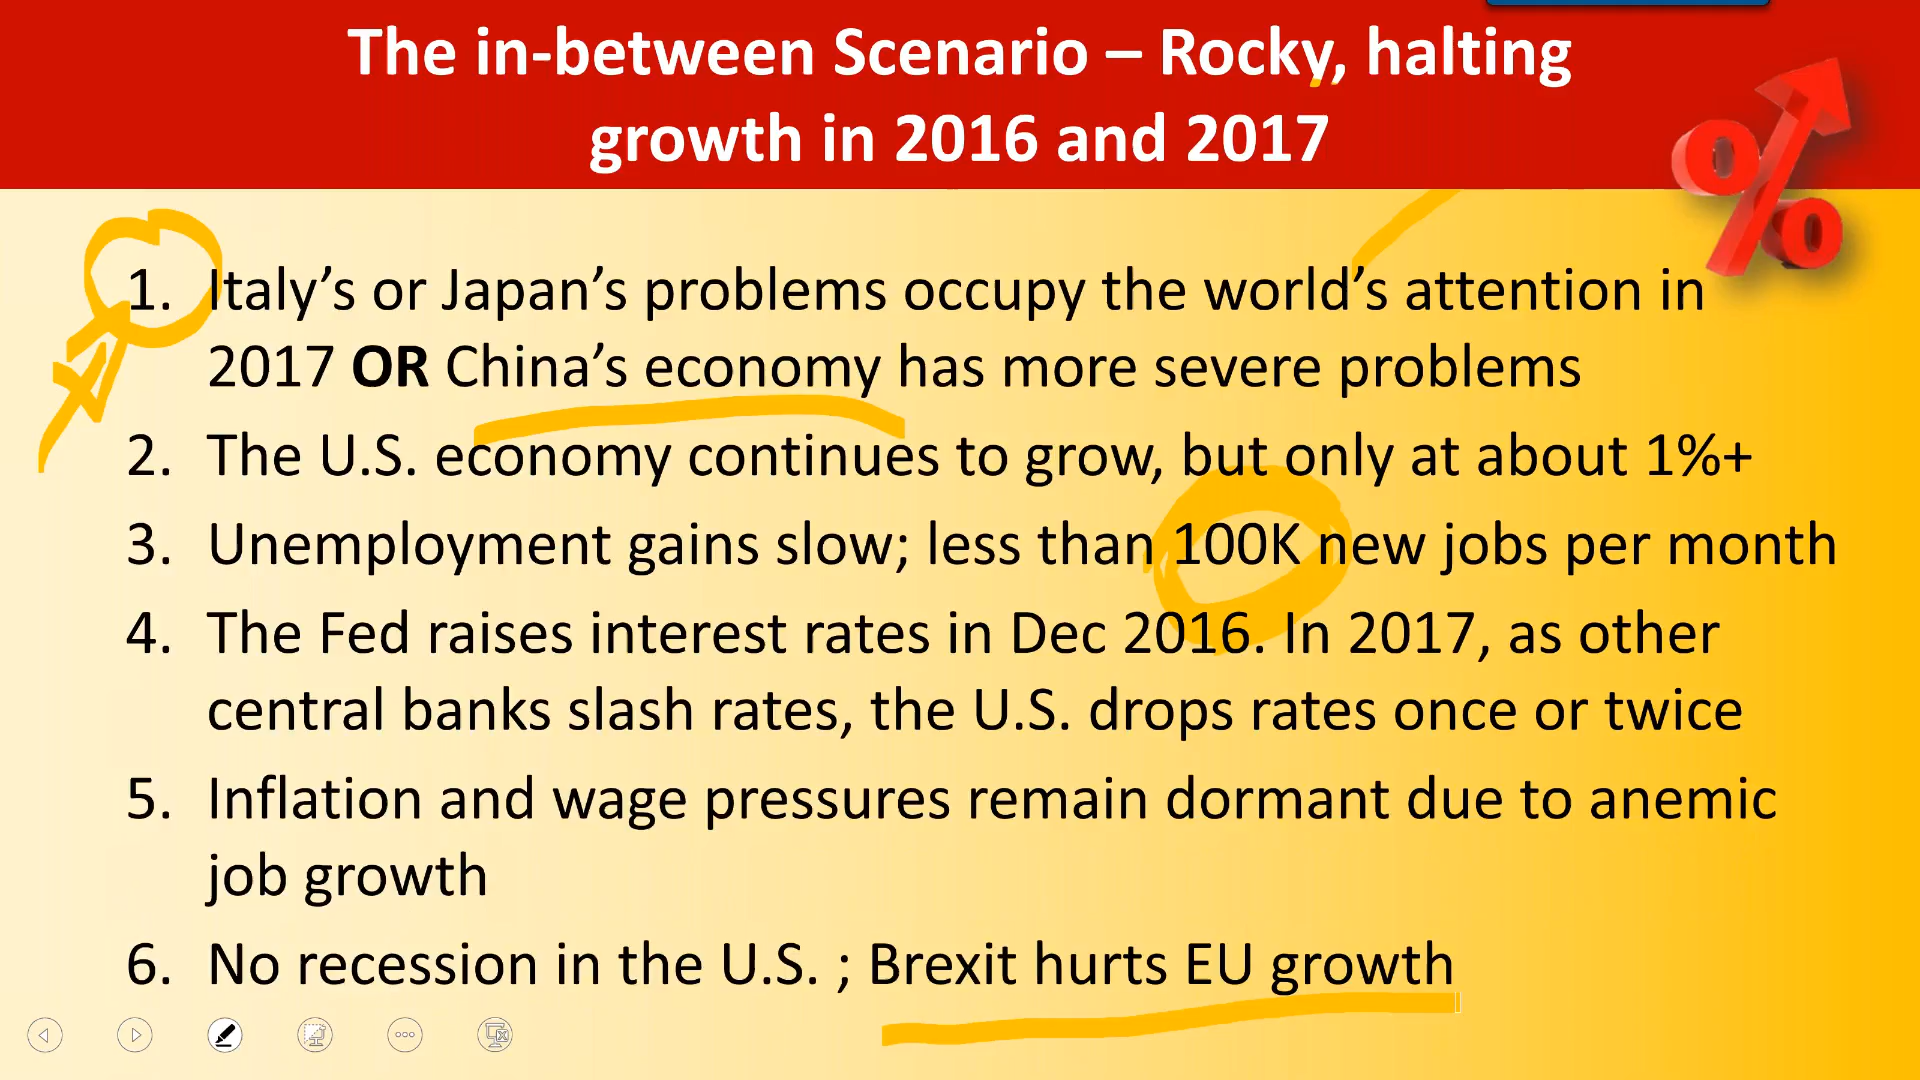 The in-between Scenario – Rocky, halting
growth in 2016 and 2017
1. Italy’s or Japan’s problems occupy the world’s attention in
2017 OR China’s economy has more severe problems
2. The U.S. economy continues to grow, but only at about 1%+
3. Unemployment gains slow; less than 100K new jobs per month
4. The Fed raises interest rates in Dec 2016. In 2017, as other
central banks slash rates, the U.S. drops rates once or twice
5. Inflation and wage pressures remain dormant due to anemic
job growth
6. No recession in the U.S. ; Brexit hurts EU growth
%